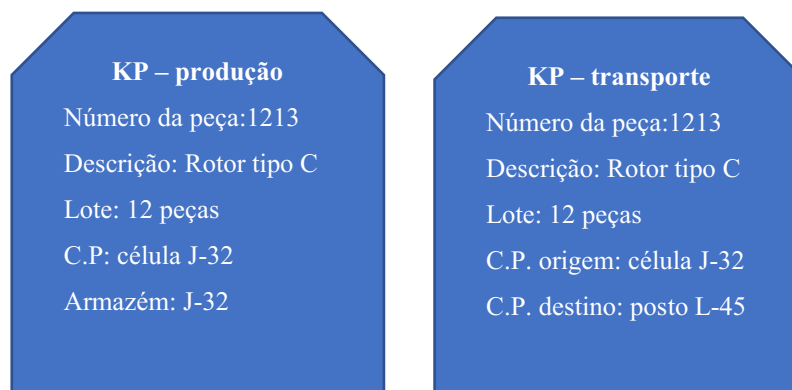 KP – produção
Número da peça:1213
Descrição: Rotor tipo C
Lote: 12 peças
C.P: célula J-32
Armazém: J-32
KP – transporte
Número da peça:1213
Descrição: Rotor tipo C
Lote: 12 peças
C.P. origem: célula J-32
C.P. destino: posto L-45